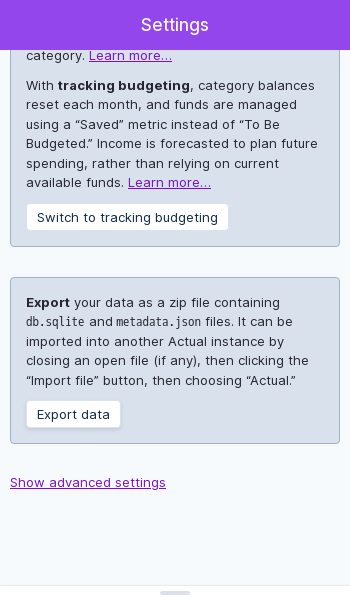 Settings
category. Learn more…
With tracking budgeting, category balances
reset each month, and funds are managed
using a “Saved” metric instead of “To Be
Budgeted.” Income is forecasted to plan future
spending, rather than relying on current
available funds. Learn more…
Switch to tracking budgeting
Export your data as a zip file containing
db.sqlite and metadata.json files. It can be
imported into another Actual instance by
closing an open file (if any), then clicking the
“Import file” button, then choosing “Actual.”
Export data
Show advanced settings